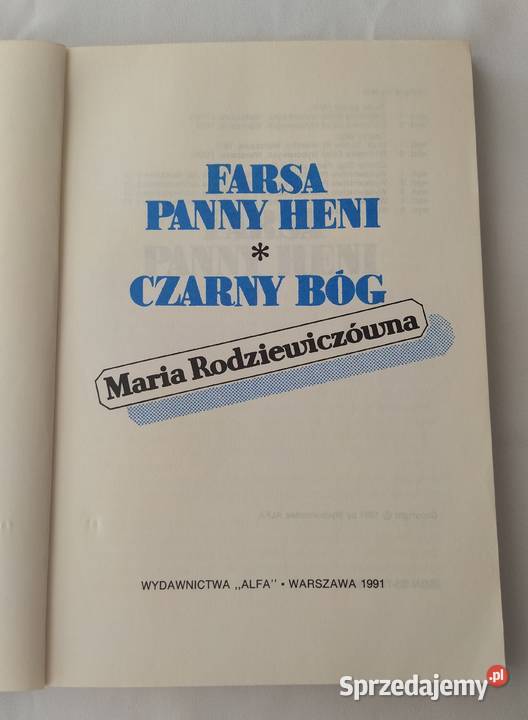 FARSA
PANNY HENI
*
CZARNY BÓG
Maria Rodziewiczówna
WYDAWNICTWA „ALFA" • WARSZAWA 1991
Sprzedajemy.pl